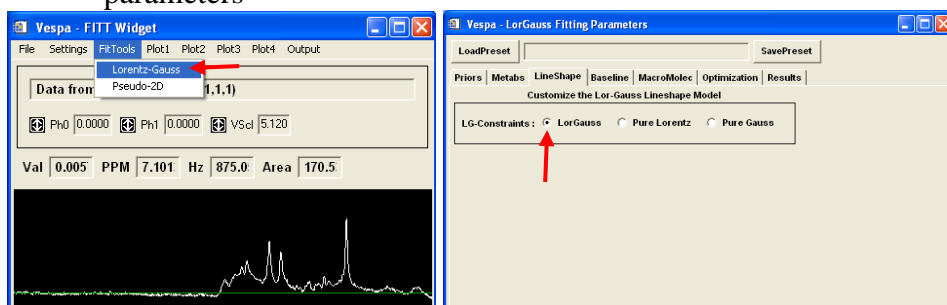 parameters
Vespa - FITT Widget
File Settings FitTools Plot1 Plot2 Plot3 Plot4 Output
Lorentz-Gauss
Pseudo-2D
Data from 1,1,1)
Ph0 0.0000 Ph1 0.0000 VScl 5.120
Val 0.005 PPM 7.101 Hz 875.0 Area 170.5
Vespa - LorGauss Fitting Parameters
LoadPreset SavePreset
Priors Metabs LineShape Baseline MacroMolec Optimization Results
Customize the Lor-Gauss Lineshape Model
LG-Constraints : LorGauss Pure Lorentz Pure Gauss